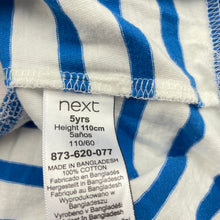 next
5yrs
Height 110cm
5años
110/60
873-620-077
MADE IN BANGLADESH
100% COTTON
Fabricado en Bangladés
Hergestellt in Bangladesch
Fabriqué au Bangladesh
Wyprodukowano w
Bangladeszu
Vyrobeno v Bangladéši